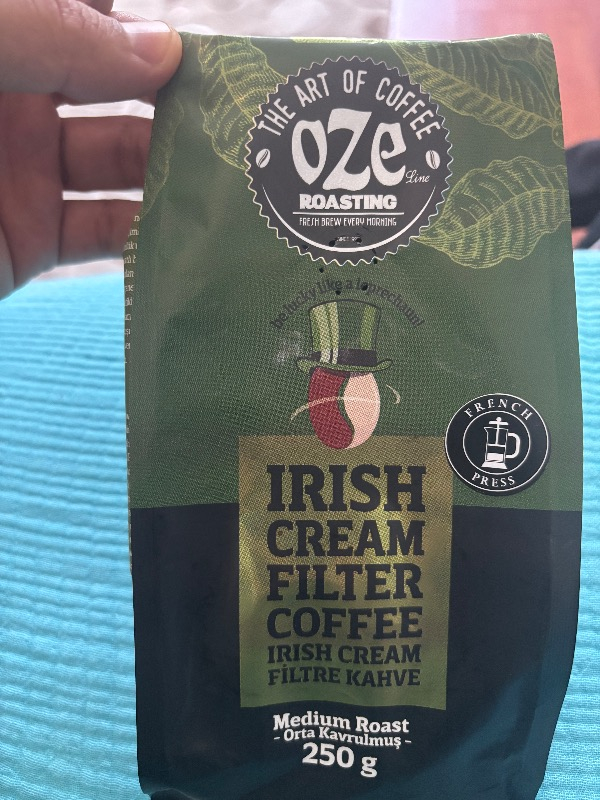 THE ART OF COFFEE
oze
Line
ROASTING
FRESH BREW EVERY MORNING
be lucky like a leprechaun!
FRENCH
PRESS
IRISH
CREAM
FILTER
COFFEE
IRISH CREAM
FİLTRE KAHVE
Medium Roast
- Orta Kavrulmuş -
250 g